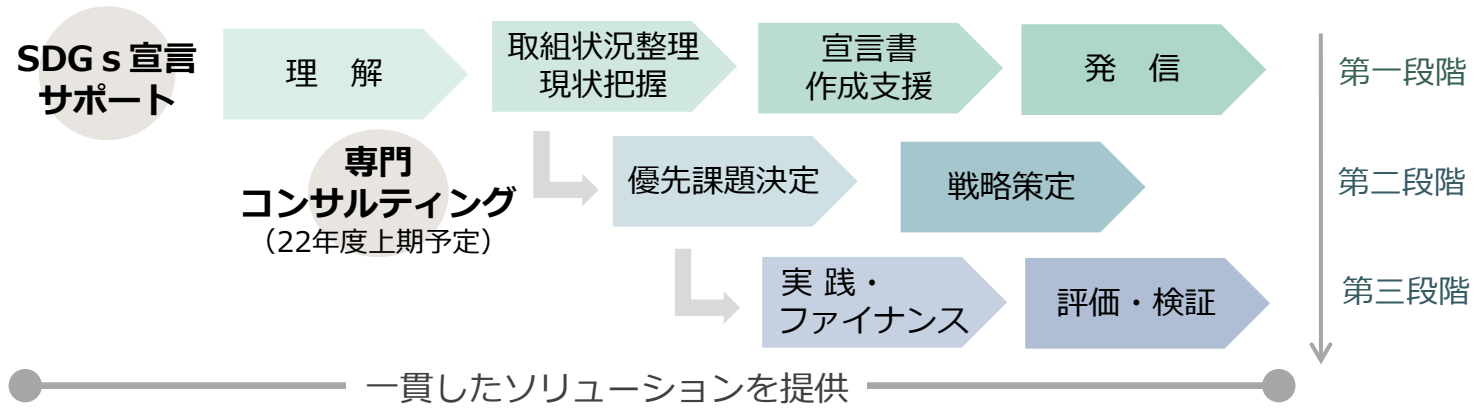 SDGｓ宣言
サポート
理　解
取組状況整理
現状把握
宣言書
作成支援
発　信
第一段階
専門
コンサルティング
（22年度上期予定）
優先課題決定
戦略策定
第二段階
実 践・
ファイナンス
評価・検証
第三段階
一貫したソリューションを提供